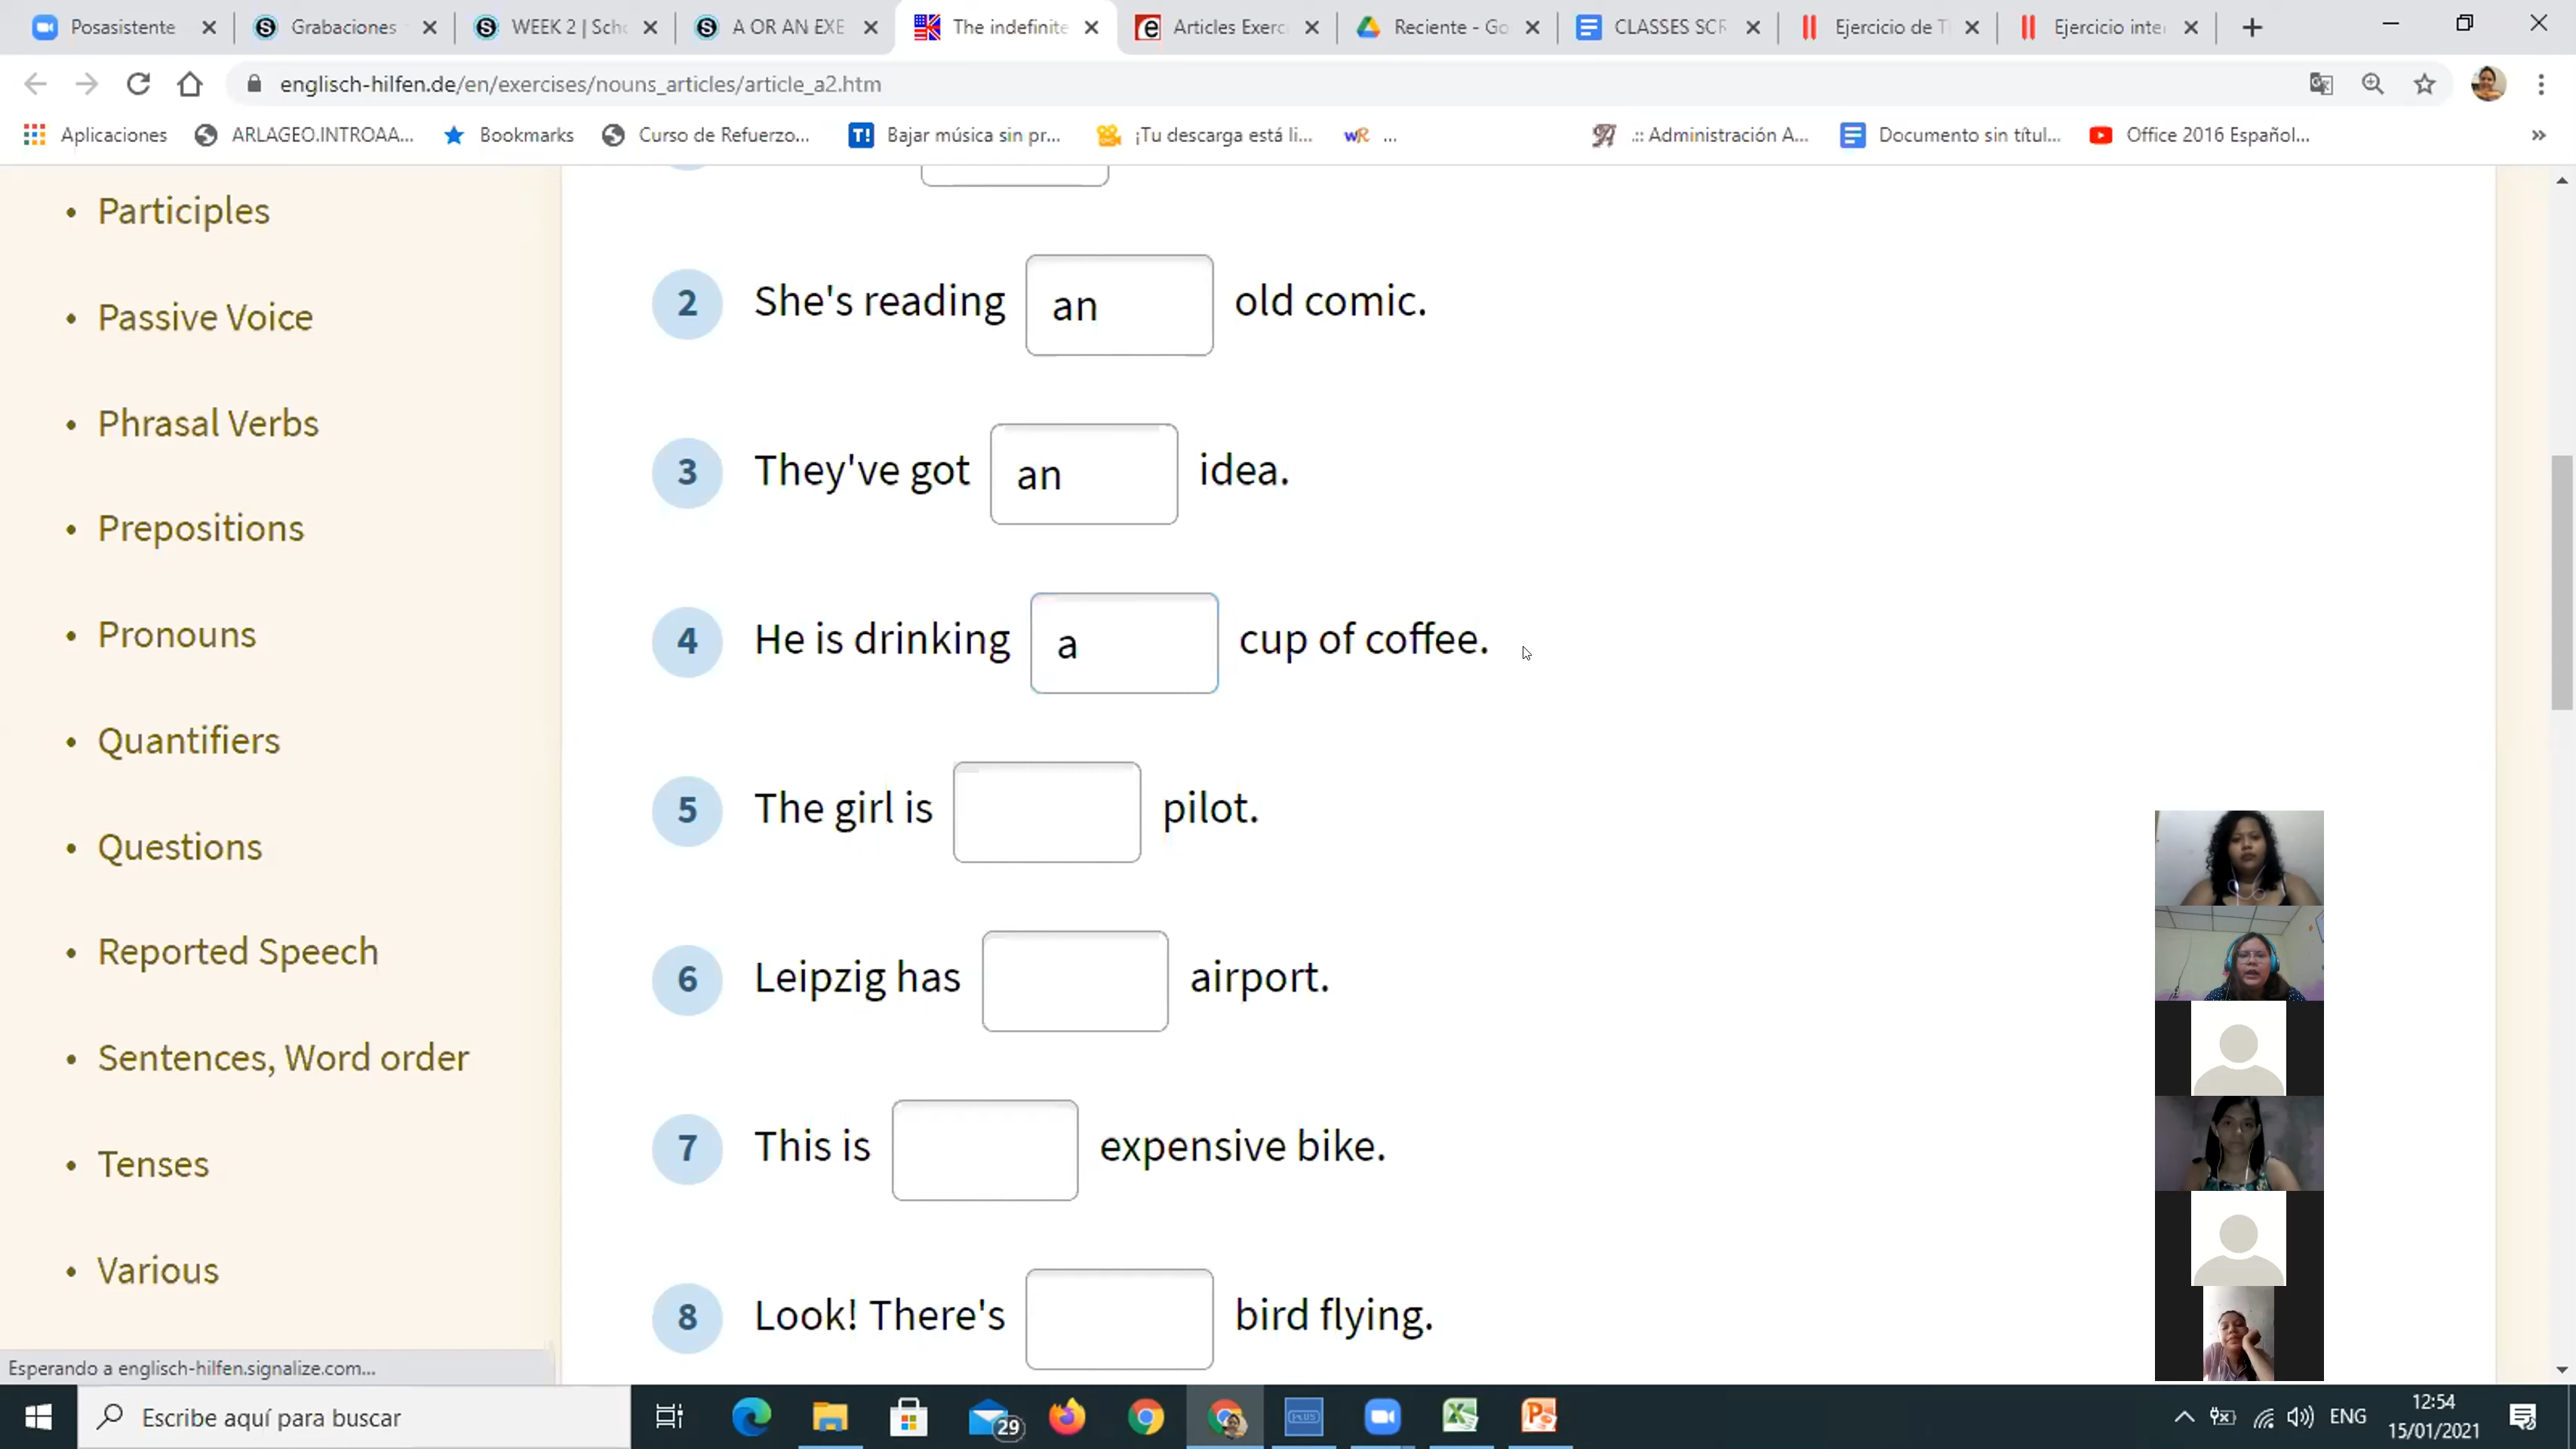 Posasistente
Grabaciones
WEEK 2 | Sch
A OR AN EXE
The indefinite
Articles Exerc
Reciente - Go
CLASSES SCR
Ejercicio de T
Ejercicio inte
englisch-hilfen.de/en/exercises/nouns_articles/article_a2.htm
Aplicaciones
ARLAGEO.INTROAA...
Bookmarks
Curso de Refuerzo...
T! Bajar música sin pr...
¡Tu descarga está li...
wR ...
.:: Administración A...
Documento sin títul...
Office 2016 Español...
»
• Participles
• Passive Voice
• Phrasal Verbs
• Prepositions
• Pronouns
• Quantifiers
• Questions
• Reported Speech
• Sentences, Word order
• Tenses
• Various
2 She's reading an old comic.
3 They've got an idea.
4 He is drinking a cup of coffee.
5 The girl is pilot.
6 Leipzig has airport.
7 This is expensive bike.
8 Look! There's bird flying.
Esperando a englisch-hilfen.signalize.com...
Escribe aquí para buscar
29
ENG
12:54
15/01/2021